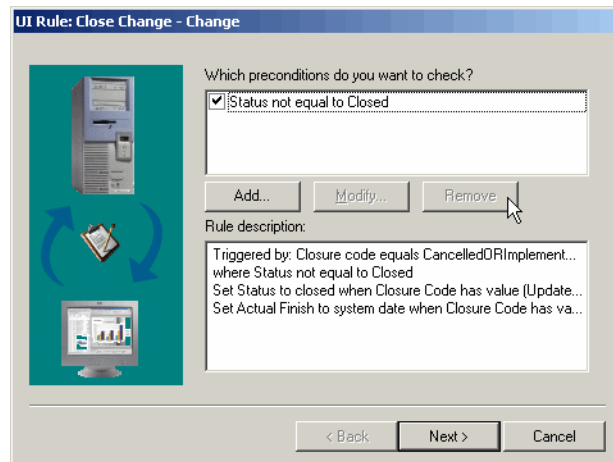 UI Rule: Close Change - Change
Which preconditions do you want to check?
Status not equal to Closed
Add... Modify... Remove
Rule description:
Triggered by: Closure code equals CancelledORImplement...
where Status not equal to Closed
Set Status to closed when Closure Code has value (Update...
Set Actual Finish to system date when Closure Code has va...
< Back Next > Cancel